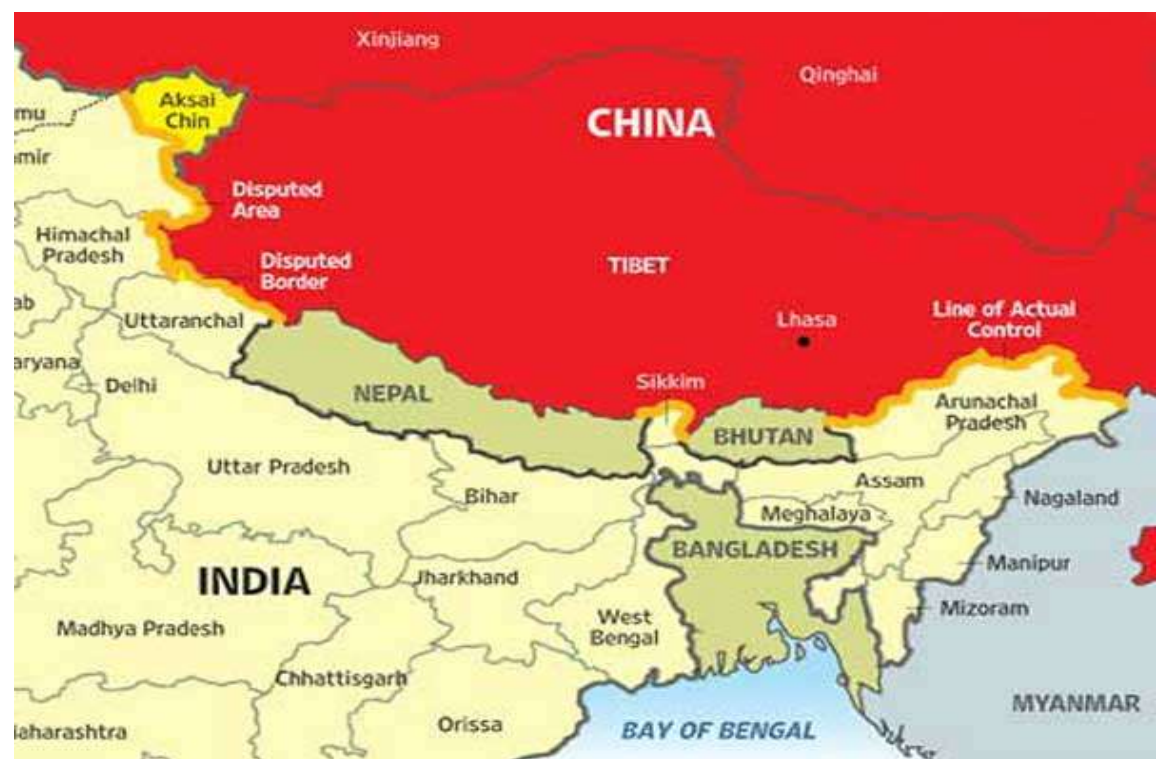 Xinjiang
Qinghai
Aksai
Chin
CHINA
mu
mir
Disputed
Area
Himachal
Pradesh
Disputed
Border
TIBET
ab
Uttaranchal
Lhasa
Line of Actual
Control
aryana
Delhi
NEPAL
Sikkim
Arunachal
Pradesh
BHUTAN
Uttar Pradesh
Bihar
Assam
Nagaland
Meghalaya
BANGLADESH
INDIA
Jharkhand
Manipur
Mizoram
West
Bengal
Madhya Pradesh
Chhattisgarh
MYANMAR
aharashtra
Orissa
BAY OF BENGAL